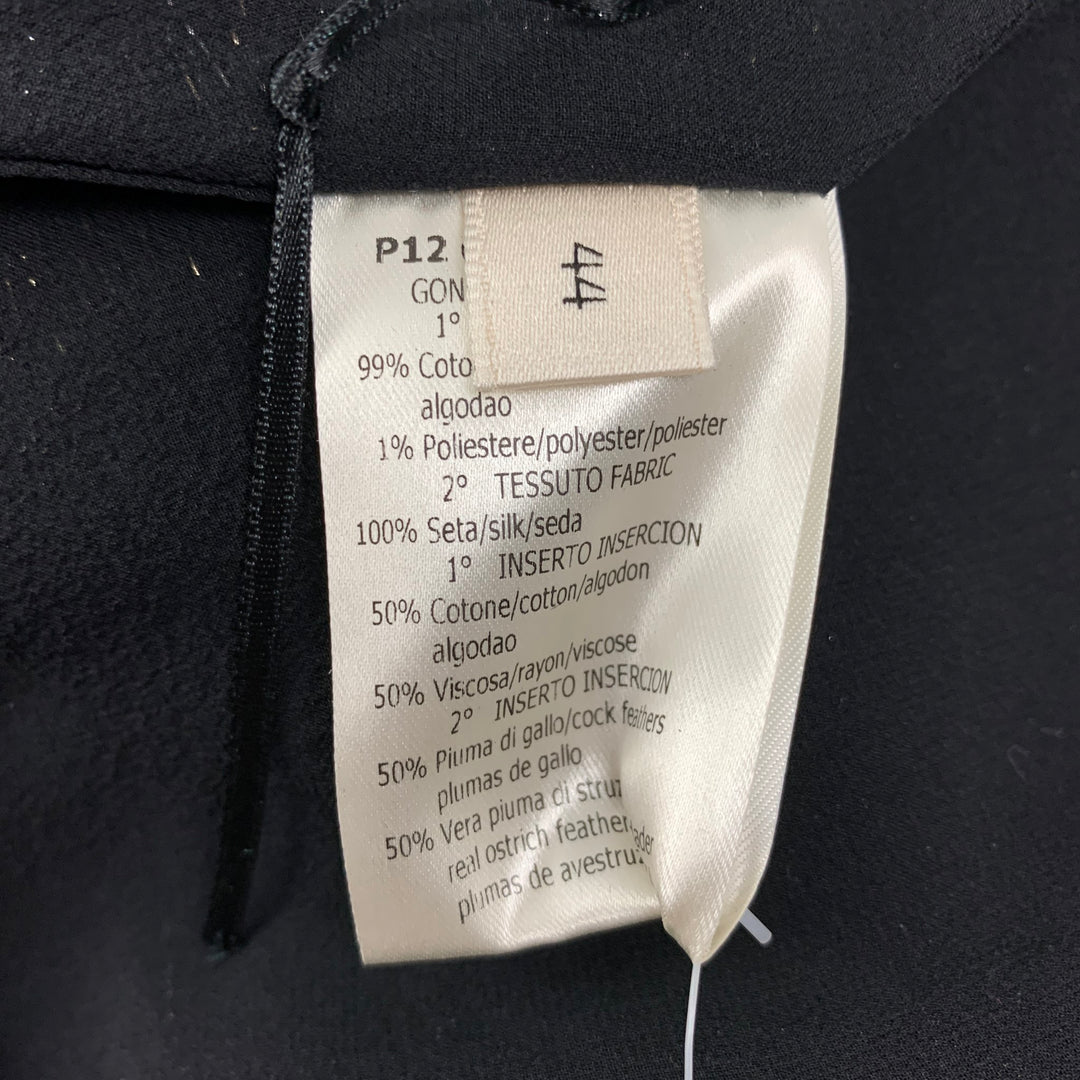 P12
44
GON
1°
99% Coto
algodao
1% Poliestere/polyester/poliester
2° TESSUTO FABRIC
100% Seta/silk/seda
1° INSERTO INSERCION
50% Cotone/cotton/algodon
algodao
50% Viscosa/rayon/viscose
2° INSERTO INSERCION
50% Piuma di gallo/cock feathers
plumas de gallo
50% Vera piuma di struz
real ostrich feather
plumas de avestruz